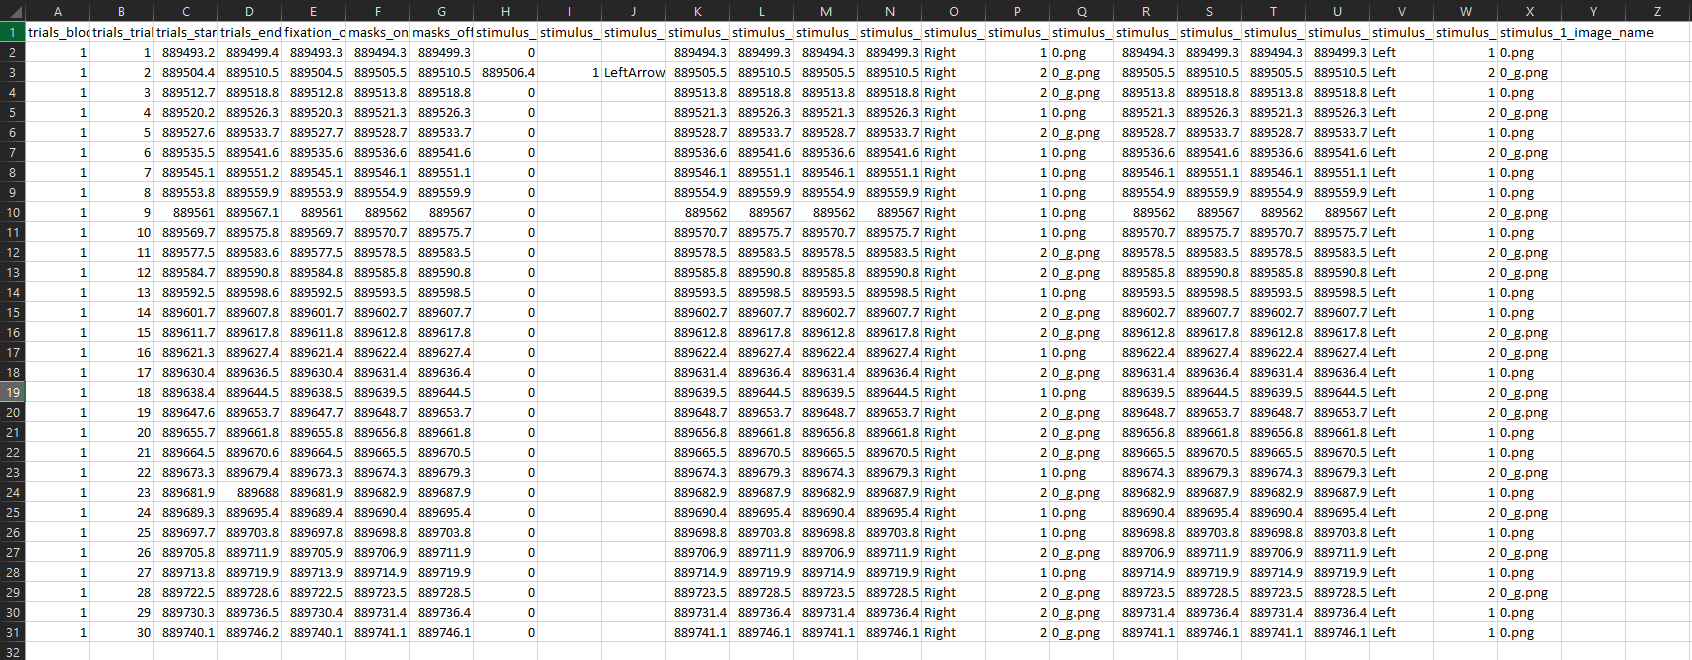 A B C D E F G H I J K L M N O P Q R S T U V W X Y Z
1 trials_bloc trials_trial trials_star trials_end fixation_o masks_on masks_off stimulus_ stimulus_ stimulus_ stimulus_ stimulus_ stimulus_ stimulus_ stimulus_ stimulus_ stimulus_ stimulus_ stimulus_ stimulus_ stimulus_ stimulus_ stimulus_ stimulus_1_image_name
2 1 1 889493.2 889499.4 889493.3 889494.3 889499.3 0 889494.3 889499.3 889494.3 889499.3 Right 1 0.png 889494.3 889499.3 889494.3 889499.3 Left 1 0.png
3 1 2 889504.4 889510.5 889504.5 889505.5 889510.5 889506.4 1 LeftArrow 889505.5 889510.5 889505.5 889510.5 Right 2 0_g.png 889505.5 889510.5 889505.5 889510.5 Left 2 0_g.png
4 1 3 889512.7 889518.8 889512.8 889513.8 889518.8 0 889513.8 889518.8 889513.8 889518.8 Right 2 0_g.png 889513.8 889518.8 889513.8 889518.8 Left 1 0.png
5 1 4 889520.2 889526.3 889520.3 889521.3 889526.3 0 889521.3 889526.3 889521.3 889526.3 Right 1 0.png 889521.3 889526.3 889521.3 889526.3 Left 2 0_g.png
6 1 5 889527.6 889533.7 889527.7 889528.7 889533.7 0 889528.7 889533.7 889528.7 889533.7 Right 2 0_g.png 889528.7 889533.7 889528.7 889533.7 Left 1 0.png
7 1 6 889535.5 889541.6 889535.6 889536.6 889541.6 0 889536.6 889541.6 889536.6 889541.6 Right 1 0.png 889536.6 889541.6 889536.6 889541.6 Left 2 0_g.png
8 1 7 889545.1 889551.2 889545.1 889546.1 889551.1 0 889546.1 889551.1 889546.1 889551.1 Right 1 0.png 889546.1 889551.1 889546.1 889551.1 Left 1 0.png
9 1 8 889553.8 889559.9 889553.9 889554.9 889559.9 0 889554.9 889559.9 889554.9 889559.9 Right 1 0.png 889554.9 889559.9 889554.9 889559.9 Left 1 0.png
10 1 9 889561 889567.1 889561 889562 889567 0 889562 889567 889562 889567 Right 1 0.png 889562 889567 889562 889567 Left 2 0_g.png
11 1 10 889569.7 889575.8 889569.7 889570.7 889575.7 0 889570.7 889575.7 889570.7 889575.7 Right 1 0.png 889570.7 889575.7 889570.7 889575.7 Left 1 0.png
12 1 11 889577.5 889583.6 889577.5 889578.5 889583.5 0 889578.5 889583.5 889578.5 889583.5 Right 2 0_g.png 889578.5 889583.5 889578.5 889583.5 Left 2 0_g.png
13 1 12 889584.7 889590.8 889584.8 889585.8 889590.8 0 889585.8 889590.8 889585.8 889590.8 Right 2 0_g.png 889585.8 889590.8 889585.8 889590.8 Left 2 0_g.png
14 1 13 889592.5 889598.6 889592.5 889593.5 889598.5 0 889593.5 889598.5 889593.5 889598.5 Right 1 0.png 889593.5 889598.5 889593.5 889598.5 Left 1 0.png
15 1 14 889601.7 889607.8 889601.7 889602.7 889607.7 0 889602.7 889607.7 889602.7 889607.7 Right 2 0_g.png 889602.7 889607.7 889602.7 889607.7 Left 1 0.png
16 1 15 889611.7 889617.8 889611.8 889612.8 889617.8 0 889612.8 889617.8 889612.8 889617.8 Right 2 0_g.png 889612.8 889617.8 889612.8 889617.8 Left 2 0_g.png
17 1 16 889621.3 889627.4 889621.4 889622.4 889627.4 0 889622.4 889627.4 889622.4 889627.4 Right 1 0.png 889622.4 889627.4 889622.4 889627.4 Left 2 0_g.png
18 1 17 889630.4 889636.5 889630.4 889631.4 889636.4 0 889631.4 889636.4 889631.4 889636.4 Right 2 0_g.png 889631.4 889636.4 889631.4 889636.4 Left 1 0.png
19 1 18 889638.4 889644.5 889638.5 889639.5 889644.5 0 889639.5 889644.5 889639.5 889644.5 Right 1 0.png 889639.5 889644.5 889639.5 889644.5 Left 2 0_g.png
20 1 19 889647.6 889653.7 889647.7 889648.7 889653.7 0 889648.7 889653.7 889648.7 889653.7 Right 2 0_g.png 889648.7 889653.7 889648.7 889653.7 Left 2 0_g.png
21 1 20 889655.7 889661.8 889655.8 889656.8 889661.8 0 889656.8 889661.8 889656.8 889661.8 Right 2 0_g.png 889656.8 889661.8 889656.8 889661.8 Left 1 0.png
22 1 21 889664.5 889670.6 889664.5 889665.5 889670.5 0 889665.5 889670.5 889665.5 889670.5 Right 2 0_g.png 889665.5 889670.5 889665.5 889670.5 Left 1 0.png
23 1 22 889673.3 889679.4 889673.3 889674.3 889679.3 0 889674.3 889679.3 889674.3 889679.3 Right 1 0.png 889674.3 889679.3 889674.3 889679.3 Left 2 0_g.png
24 1 23 889681.9 889688 889681.9 889682.9 889687.9 0 889682.9 889687.9 889682.9 889687.9 Right 2 0_g.png 889682.9 889687.9 889682.9 889687.9 Left 1 0.png
25 1 24 889689.3 889695.4 889689.4 889690.4 889695.4 0 889690.4 889695.4 889690.4 889695.4 Right 1 0.png 889690.4 889695.4 889690.4 889695.4 Left 2 0_g.png
26 1 25 889697.7 889703.8 889697.8 889698.8 889703.8 0 889698.8 889703.8 889698.8 889703.8 Right 1 0.png 889698.8 889703.8 889698.8 889703.8 Left 1 0.png
27 1 26 889705.8 889711.9 889705.9 889706.9 889711.9 0 889706.9 889711.9 889706.9 889711.9 Right 2 0_g.png 889706.9 889711.9 889706.9 889711.9 Left 2 0_g.png
28 1 27 889713.8 889719.9 889713.9 889714.9 889719.9 0 889714.9 889719.9 889714.9 889719.9 Right 1 0.png 889714.9 889719.9 889714.9 889719.9 Left 1 0.png
29 1 28 889722.5 889728.6 889722.5 889723.5 889728.5 0 889723.5 889728.5 889723.5 889728.5 Right 2 0_g.png 889723.5 889728.5 889723.5 889728.5 Left 2 0_g.png
30 1 29 889730.3 889736.5 889730.4 889731.4 889736.4 0 889731.4 889736.4 889731.4 889736.4 Right 2 0_g.png 889731.4 889736.4 889731.4 889736.4 Left 1 0.png
31 1 30 889740.1 889746.2 889740.1 889741.1 889746.1 0 889741.1 889746.1 889741.1 889746.1 Right 2 0_g.png 889741.1 889746.1 889741.1 889746.1 Left 1 0.png
32